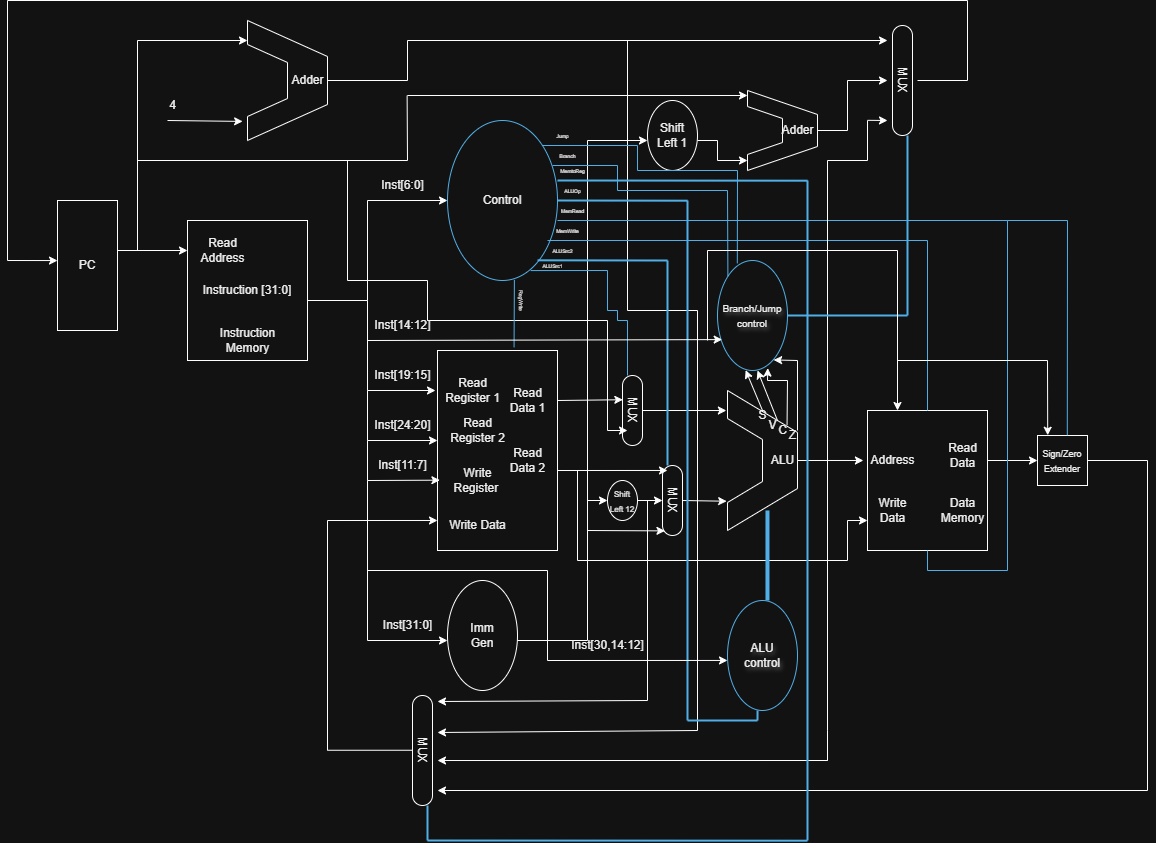 Adder
4
MUX
Shift
Left 1
Adder
Jump
Branch
MemtoReg
ALUOp
MemRead
MemWrite
ALUSrc2
ALUSrc1
RegWrite
Control
Inst[6:0]
PC
Read
Address
Instruction [31:0]
Instruction
Memory
Inst[14:12]
Branch/Jump
control
Inst[19:15]
Inst[24:20]
Inst[11:7]
Read
Register 1
Read
Data 1
Read
Register 2
Read
Data 2
Write
Register
Write Data
MUX
S
V
C
Z
ALU
Shift
Left 12
MUX
Address
Read
Data
Write
Data
Data
Memory
Sign/Zero
Extender
Inst[31:0]
Imm
Gen
Inst[30,14:12]
ALU
control
MUX